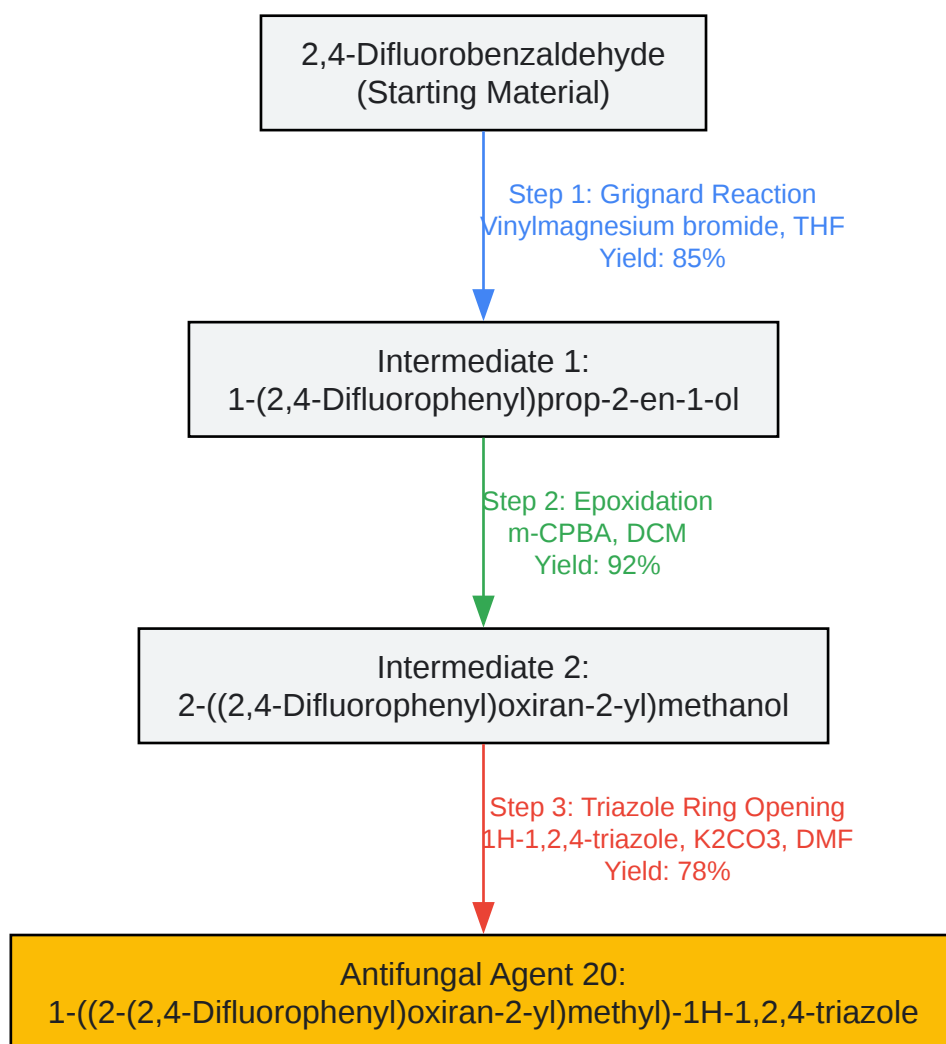 2,4-Difluorobenzaldehyde
(Starting Material)
Step 1: Grignard Reaction
Vinylmagnesium bromide, THF
Yield: 85%
Intermediate 1:
1-(2,4-Difluorophenyl)prop-2-en-1-ol
Step 2: Epoxidation
m-CPBA, DCM
Yield: 92%
Intermediate 2:
2-((2,4-Difluorophenyl)oxiran-2-yl)methanol
Step 3: Triazole Ring Opening
1H-1,2,4-triazole, K2CO3, DMF
Yield: 78%
Antifungal Agent 20:
1-((2-(2,4-Difluorophenyl)oxiran-2-yl)methyl)-1H-1,2,4-triazole